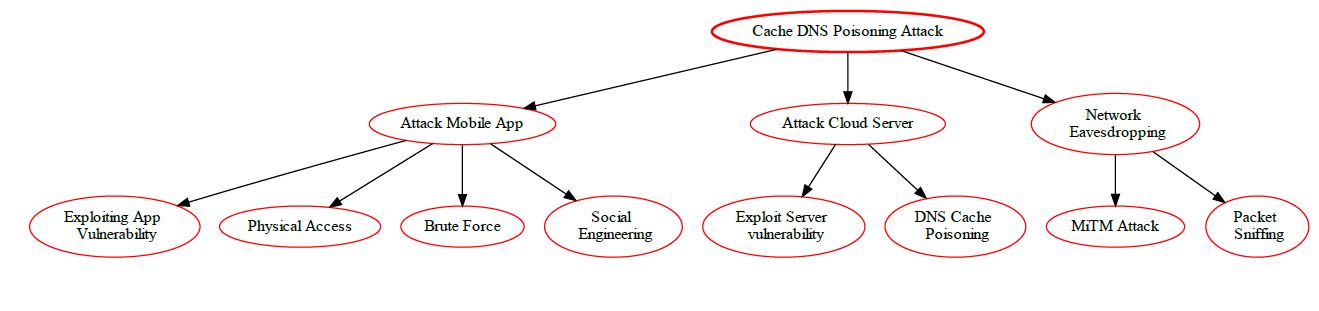 Cache DNS Poisoning Attack
Attack Mobile App
Attack Cloud Server
Network
Eavesdropping
Exploiting App
Vulnerability
Physical Access
Brute Force
Social
Engineering
Exploit Server
vulnerability
DNS Cache
Poisoning
MiTM Attack
Packet
Sniffing